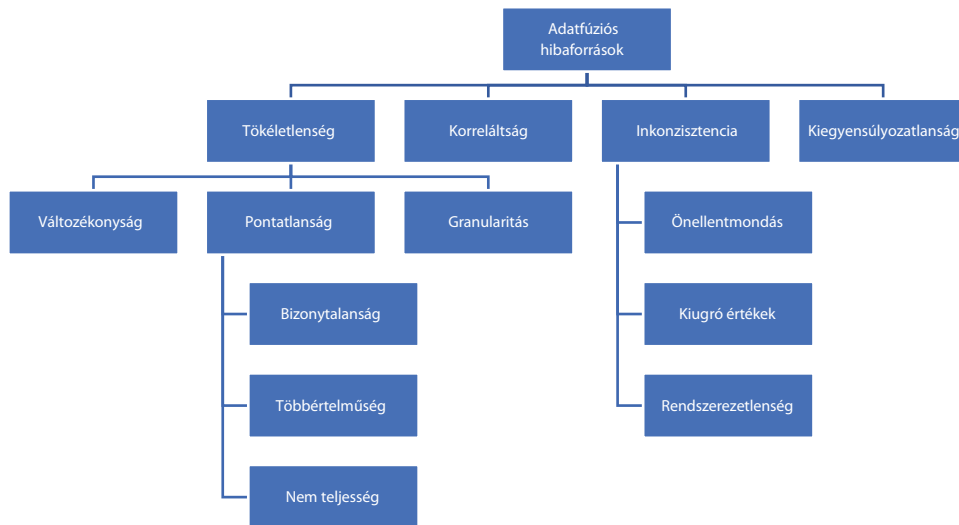 Adatfúziós
hibaforrások
Tökéletlenség
Korreláltság
Inkonzisztencia
Kiegyensúlyozatlanság
Változékonyság
Pontatlanság
Granularitás
Önellentmondás
Bizonytalanság
Kiugró értékek
Többértelműség
Rendszerezetlenség
Nem teljesség